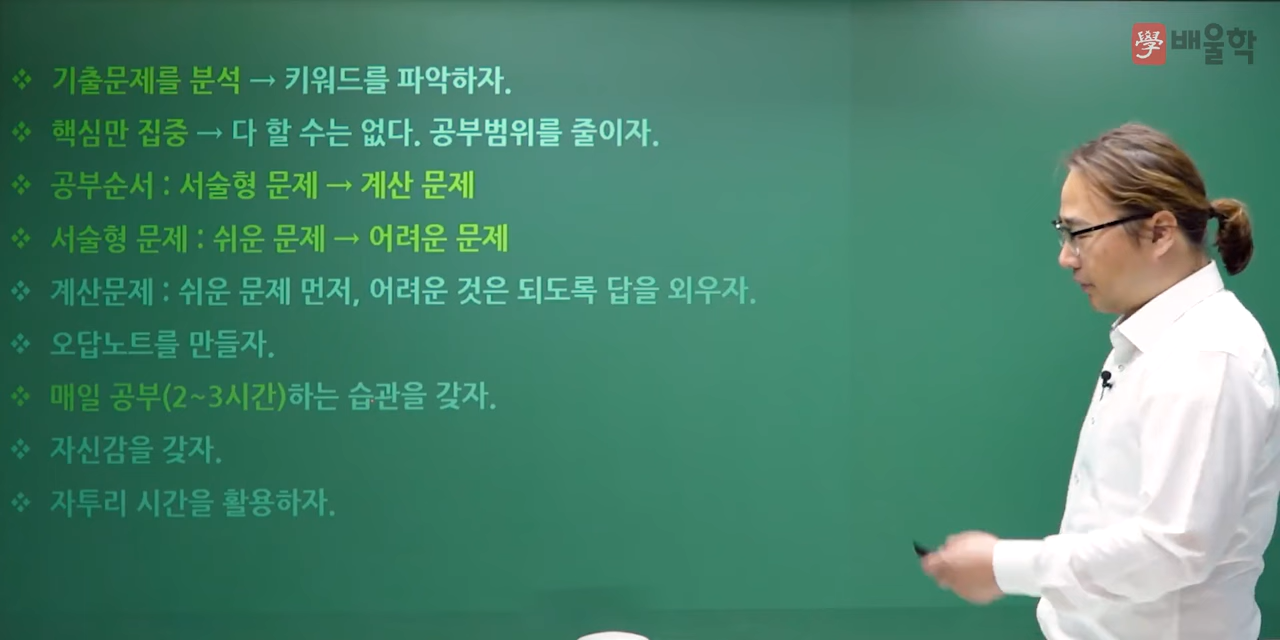 學 배울학
❖ 기출문제를 분석 → 키워드를 파악하자.
❖ 핵심만 집중 → 다 할 수는 없다. 공부범위를 줄이자.
❖ 공부순서 : 서술형 문제 → 계산 문제
❖ 서술형 문제 : 쉬운 문제 → 어려운 문제
❖ 계산문제 : 쉬운 문제 먼저, 어려운 것은 되도록 답을 외우자.
❖ 오답노트를 만들자.
❖ 매일 공부(2~3시간)하는 습관을 갖자.
❖ 자신감을 갖자.
❖ 자투리 시간을 활용하자.